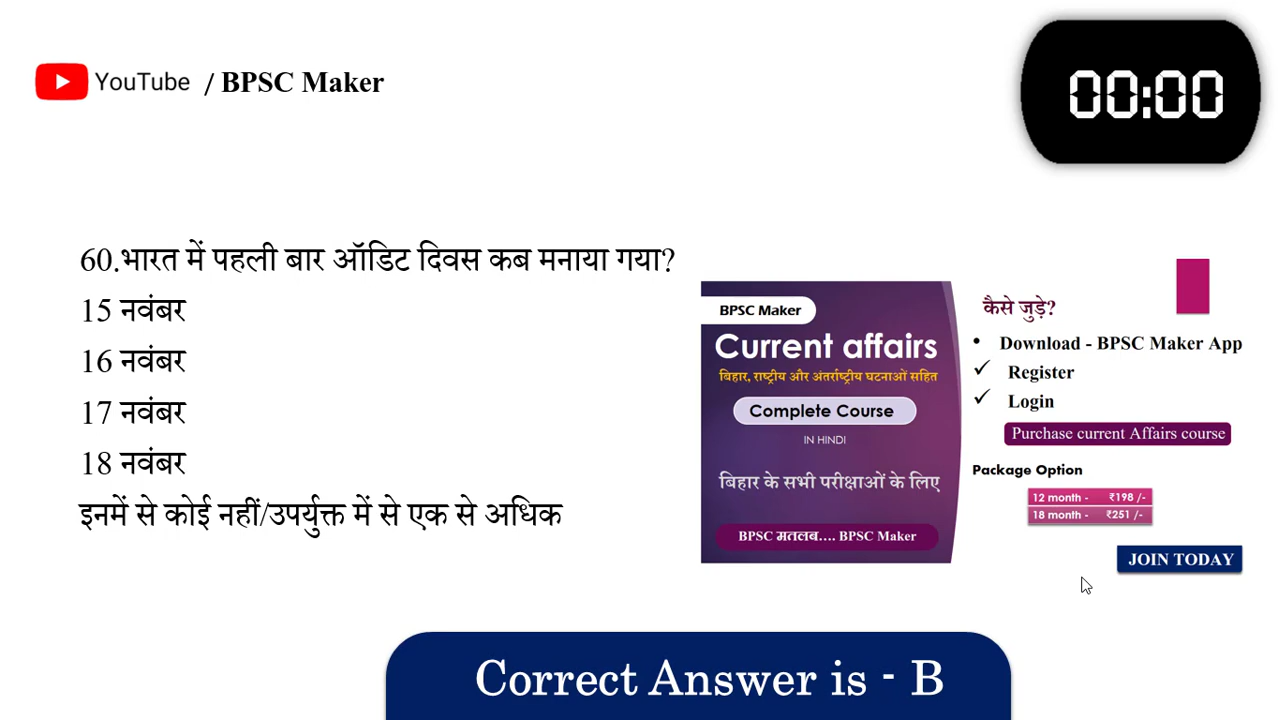 YouTube / BPSC Maker
00:00
60.भारत में पहली बार ऑडिट दिवस कब मनाया गया?
15 नवंबर
16 नवंबर
17 नवंबर
18 नवंबर
इनमें से कोई नहीं/उपर्युक्त में से एक से अधिक
BPSC Maker
Current affairs
बिहार, राष्ट्रीय और अंतर्राष्ट्रीय घटनाओं सहित
Complete Course
IN HINDI
बिहार के सभी परीक्षाओं के लिए
BPSC मतलब.... BPSC Maker
कैसे जुड़े?
• Download - BPSC Maker App
✓ Register
✓ Login
Purchase current Affairs course
Package Option
12 month - ₹198 /-
18 month - ₹251 /-
JOIN TODAY
Correct Answer is - B